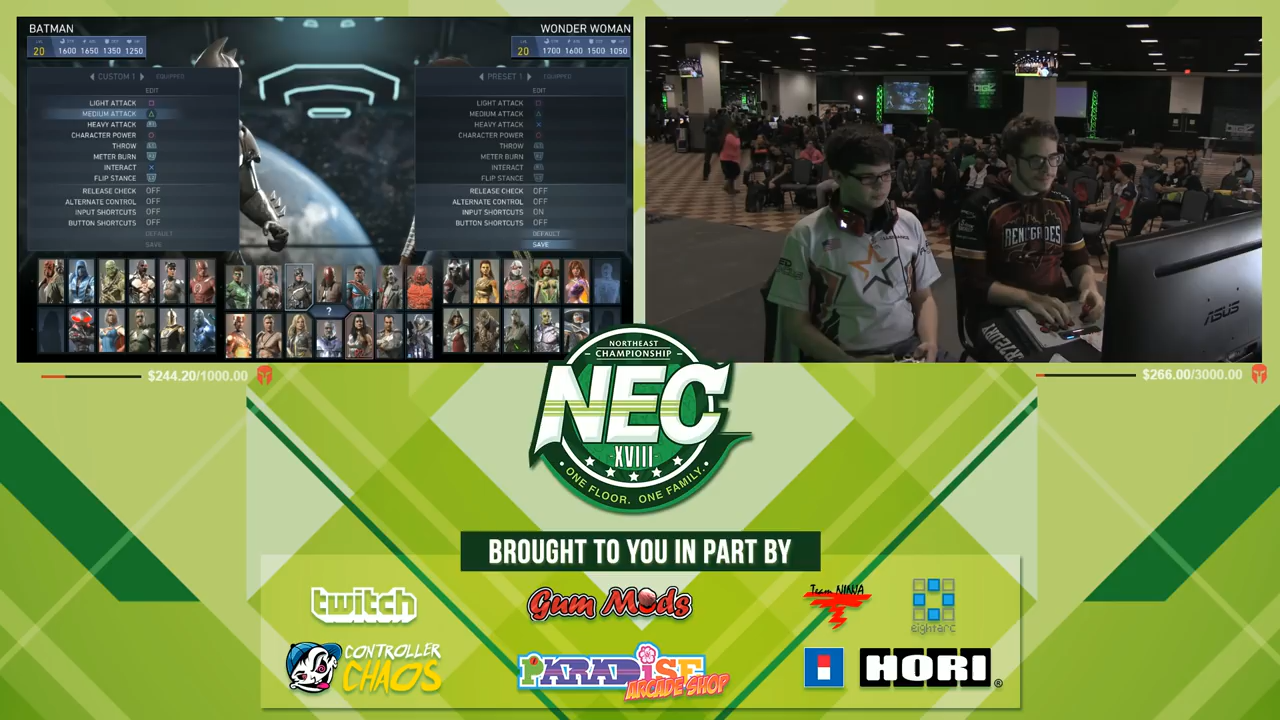 BATMAN
20 1600 1650 1350 1250
CUSTOM 1 EQUIPPED
EDIT
LIGHT ATTACK
MEDIUM ATTACK
HEAVY ATTACK
CHARACTER POWER
THROW
METER BURN
INTERACT
FLIP STANCE
RELEASE CHECK OFF
ALTERNATE CONTROL OFF
INPUT SHORTCUTS OFF
BUTTON SHORTCUTS OFF
DEFAULT
SAVE
WONDER WOMAN
20 1700 1600 1500 1050
PRESET 1 EQUIPPED
EDIT
LIGHT ATTACK
MEDIUM ATTACK
HEAVY ATTACK
CHARACTER POWER
THROW
METER BURN
INTERACT
FLIP STANCE
RELEASE CHECK OFF
ALTERNATE CONTROL OFF
INPUT SHORTCUTS ON
BUTTON SHORTCUTS OFF
DEFAULT
SAVE
?
RENEGADES
ASUS
$244.20/1000.00
$266.00/3000.00
NORTHEAST
CHAMPIONSHIP
NEC
XVIII
ONE FLOOR. ONE FAMILY.
BROUGHT TO YOU IN PART BY
twitch
Gum Mods
Team NINJA
eightarc
CONTROLLER
CHAOS
PARADISE
ARCADE SHOP
HORI®